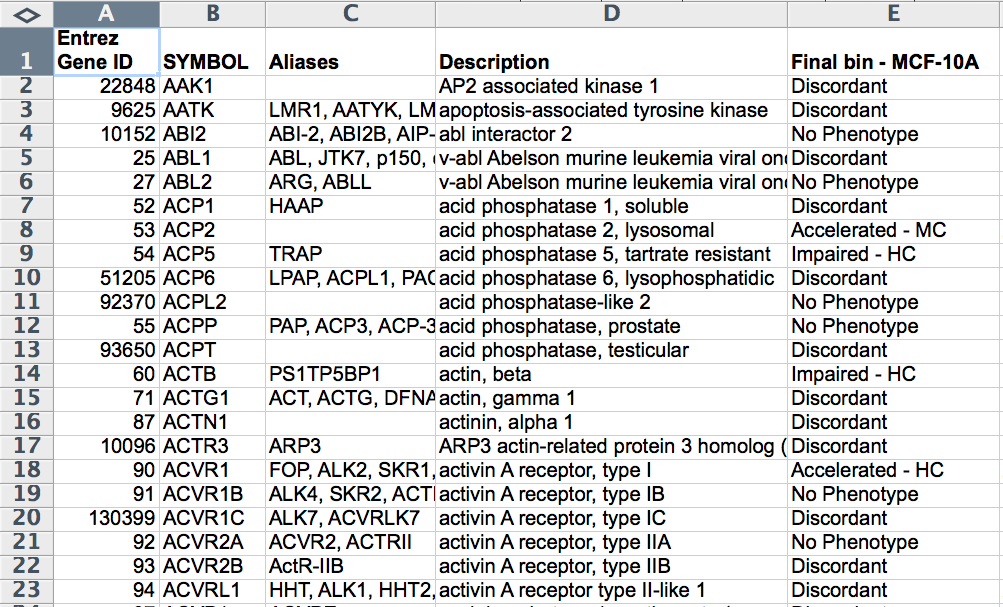 A B C D E
1 Entrez Gene ID SYMBOL Aliases Description Final bin - MCF-10A
2 22848 AAK1 AP2 associated kinase 1 Discordant
3 9625 AATK LMR1, AATYK, LM apoptosis-associated tyrosine kinase Discordant
4 10152 ABI2 ABI-2, ABI2B, AIP- abl interactor 2 No Phenotype
5 25 ABL1 ABL, JTK7, p150, v-abl Abelson murine leukemia viral onc Discordant
6 27 ABL2 ARG, ABLL v-abl Abelson murine leukemia viral onc No Phenotype
7 52 ACP1 HAAP acid phosphatase 1, soluble Discordant
8 53 ACP2 acid phosphatase 2, lysosomal Accelerated - MC
9 54 ACP5 TRAP acid phosphatase 5, tartrate resistant Impaired - HC
10 51205 ACP6 LPAP, ACPL1, PAC acid phosphatase 6, lysophosphatidic Discordant
11 92370 ACPL2 acid phosphatase-like 2 No Phenotype
12 55 ACPP PAP, ACP3, ACP-3 acid phosphatase, prostate No Phenotype
13 93650 ACPT acid phosphatase, testicular Discordant
14 60 ACTB PS1TP5BP1 actin, beta Impaired - HC
15 71 ACTG1 ACT, ACTG, DFNA actin, gamma 1 Discordant
16 87 ACTN1 actinin, alpha 1 Discordant
17 10096 ACTR3 ARP3 ARP3 actin-related protein 3 homolog ( Discordant
18 90 ACVR1 FOP, ALK2, SKR1, activin A receptor, type I Accelerated - HC
19 91 ACVR1B ALK4, SKR2, ACT activin A receptor, type IB No Phenotype
20 130399 ACVR1C ALK7, ACVRLK7 activin A receptor, type IC Discordant
21 92 ACVR2A ACVR2, ACTRII activin A receptor, type IIA No Phenotype
22 93 ACVR2B ActR-IIB activin A receptor, type IIB Discordant
23 94 ACVRL1 HHT, ALK1, HHT2, activin A receptor type II-like 1 Discordant